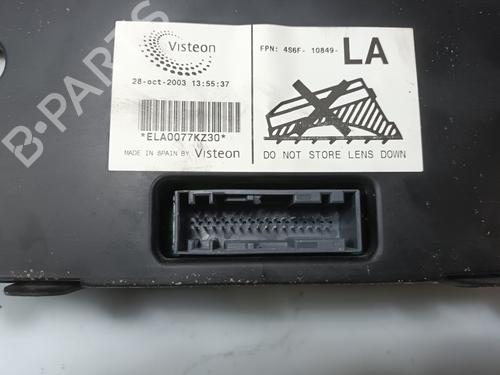 Visteon
28-oct-2003 13:55:37
*ELA0077KZ30*
MADE IN SPAIN BY Visteon
FPN: 4S6F- 10849- LA
DO NOT STORE LENS DOWN
B-PARTS